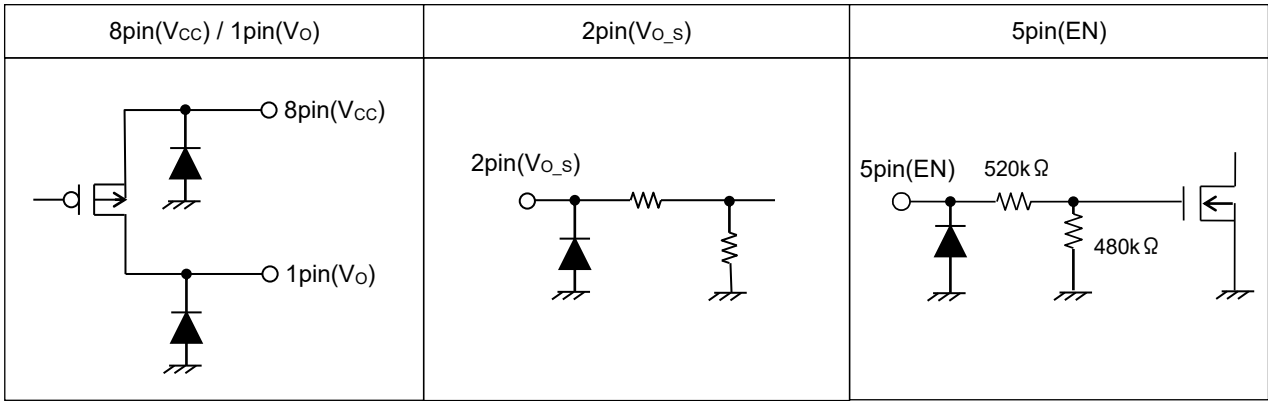 8pin(VCC) / 1pin(VO)
2pin(VO_S)
5pin(EN)
8pin(VCC)
1pin(VO)
2pin(VO_S)
5pin(EN)
520kΩ
480kΩ